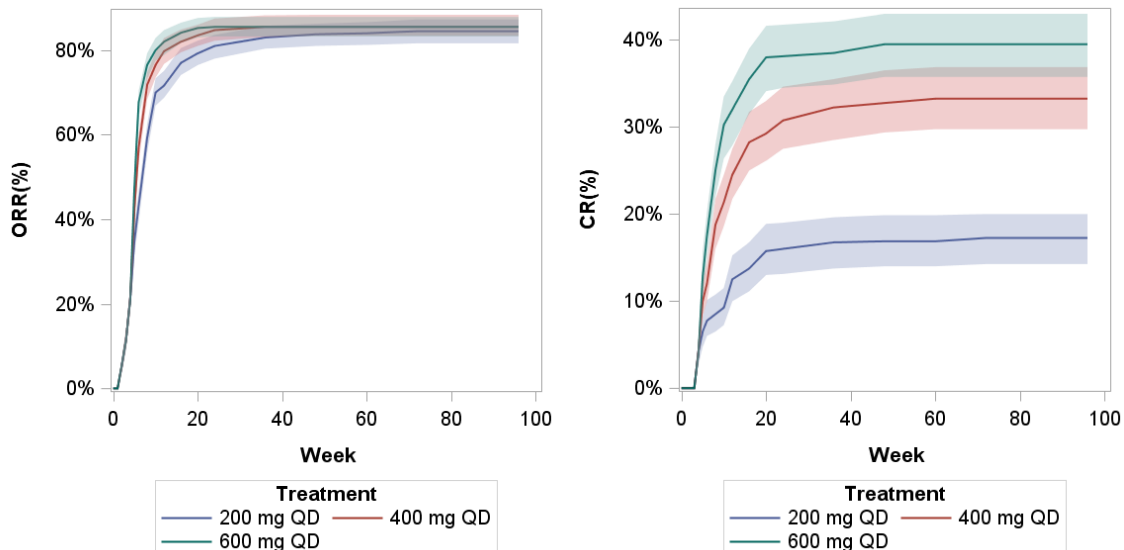 80%
60%
40%
20%
0%
ORR(%)
0 20 40 60 80 100
Week
Treatment
200 mg QD 400 mg QD
600 mg QD
40%
30%
20%
10%
0%
CR(%)
0 20 40 60 80 100
Week
Treatment
200 mg QD 400 mg QD
600 mg QD